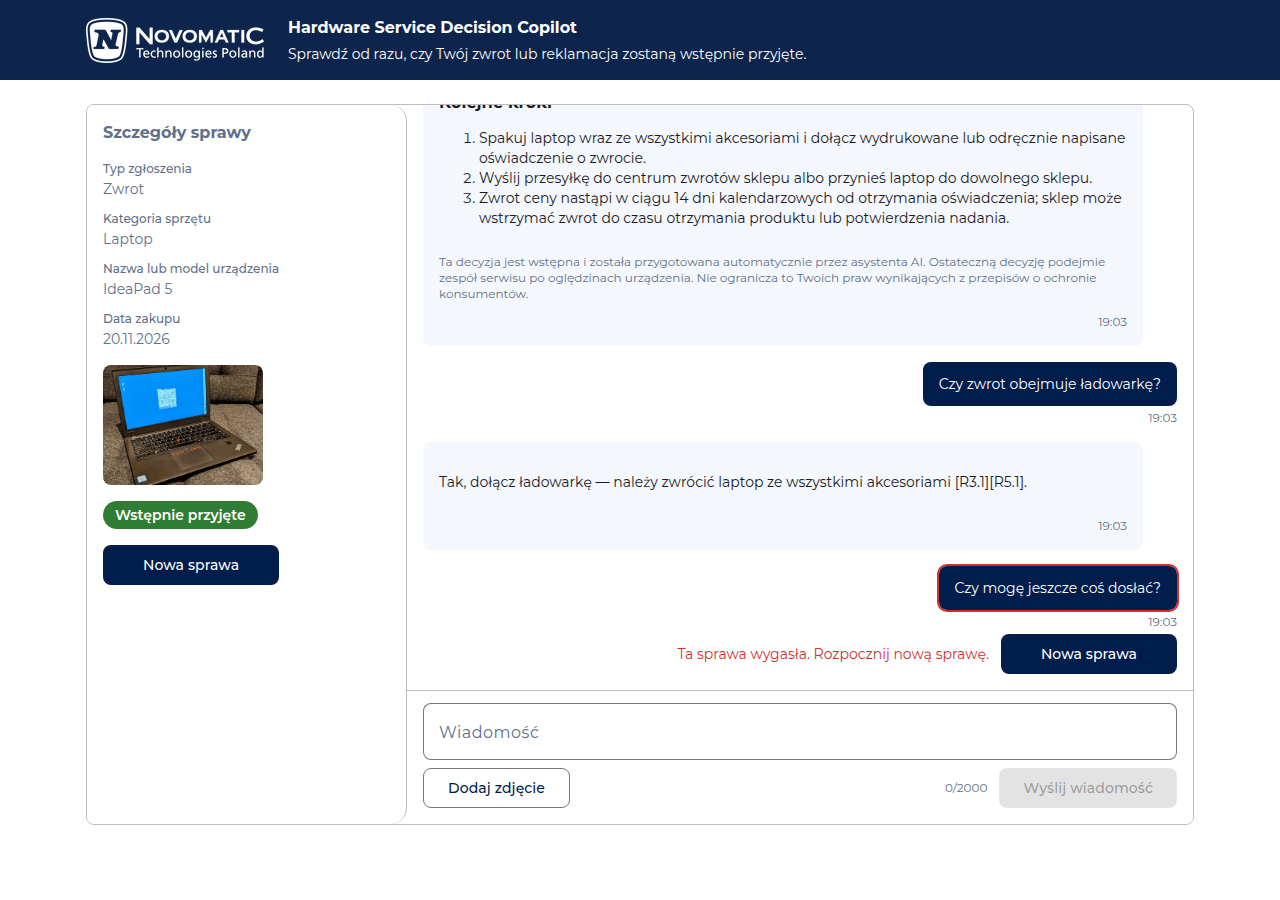 NOVOMATIC
Technologies Poland
Hardware Service Decision Copilot
Sprawdź od razu, czy Twój zwrot lub reklamacja zostaną wstępnie przyjęte.
Szczegóły sprawy
Typ zgłoszenia
Zwrot
Kategoria sprzętu
Laptop
Nazwa lub model urządzenia
IdeaPad 5
Data zakupu
20.11.2026
Wstępnie przyjęte
Nowa sprawa
Kolejne kroki
1. Spakuj laptop wraz ze wszystkimi akcesoriami i dołącz wydrukowane lub odręcznie napisane
oświadczenie o zwrocie.
2. Wyślij przesyłkę do centrum zwrotów sklepu albo przynieś laptop do dowolnego sklepu.
3. Zwrot ceny nastąpi w ciągu 14 dni kalendarzowych od otrzymania oświadczenia; sklep może
wstrzymać zwrot do czasu otrzymania produktu lub potwierdzenia nadania.
Ta decyzja jest wstępna i została przygotowana automatycznie przez asystenta AI. Ostateczną decyzję podejmie
zespół serwisu po oględzinach urządzenia. Nie ogranicza to Twoich praw wynikających z przepisów o ochronie
konsumentów.
19:03
Czy zwrot obejmuje ładowarkę?
19:03
Tak, dołącz ładowarkę — należy zwrócić laptop ze wszystkimi akcesoriami [R3.1][R5.1].
19:03
Czy mogę jeszcze coś dosłać?
19:03
Ta sprawa wygasła. Rozpocznij nową sprawę.
Nowa sprawa
Wiadomość
Dodaj zdjęcie
0/2000
Wyślij wiadomość